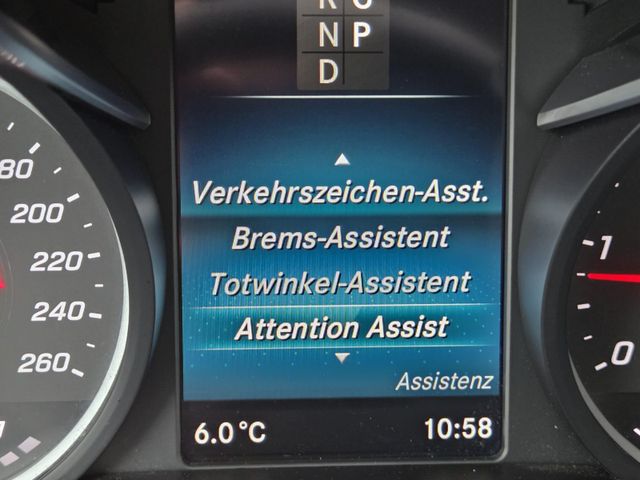 N P
D
Verkehrszeichen-Asst.
Brems-Assistent
Totwinkel-Assistent
Attention Assist
Assistenz
6.0°C 10:58
200
220
240
260
1
0